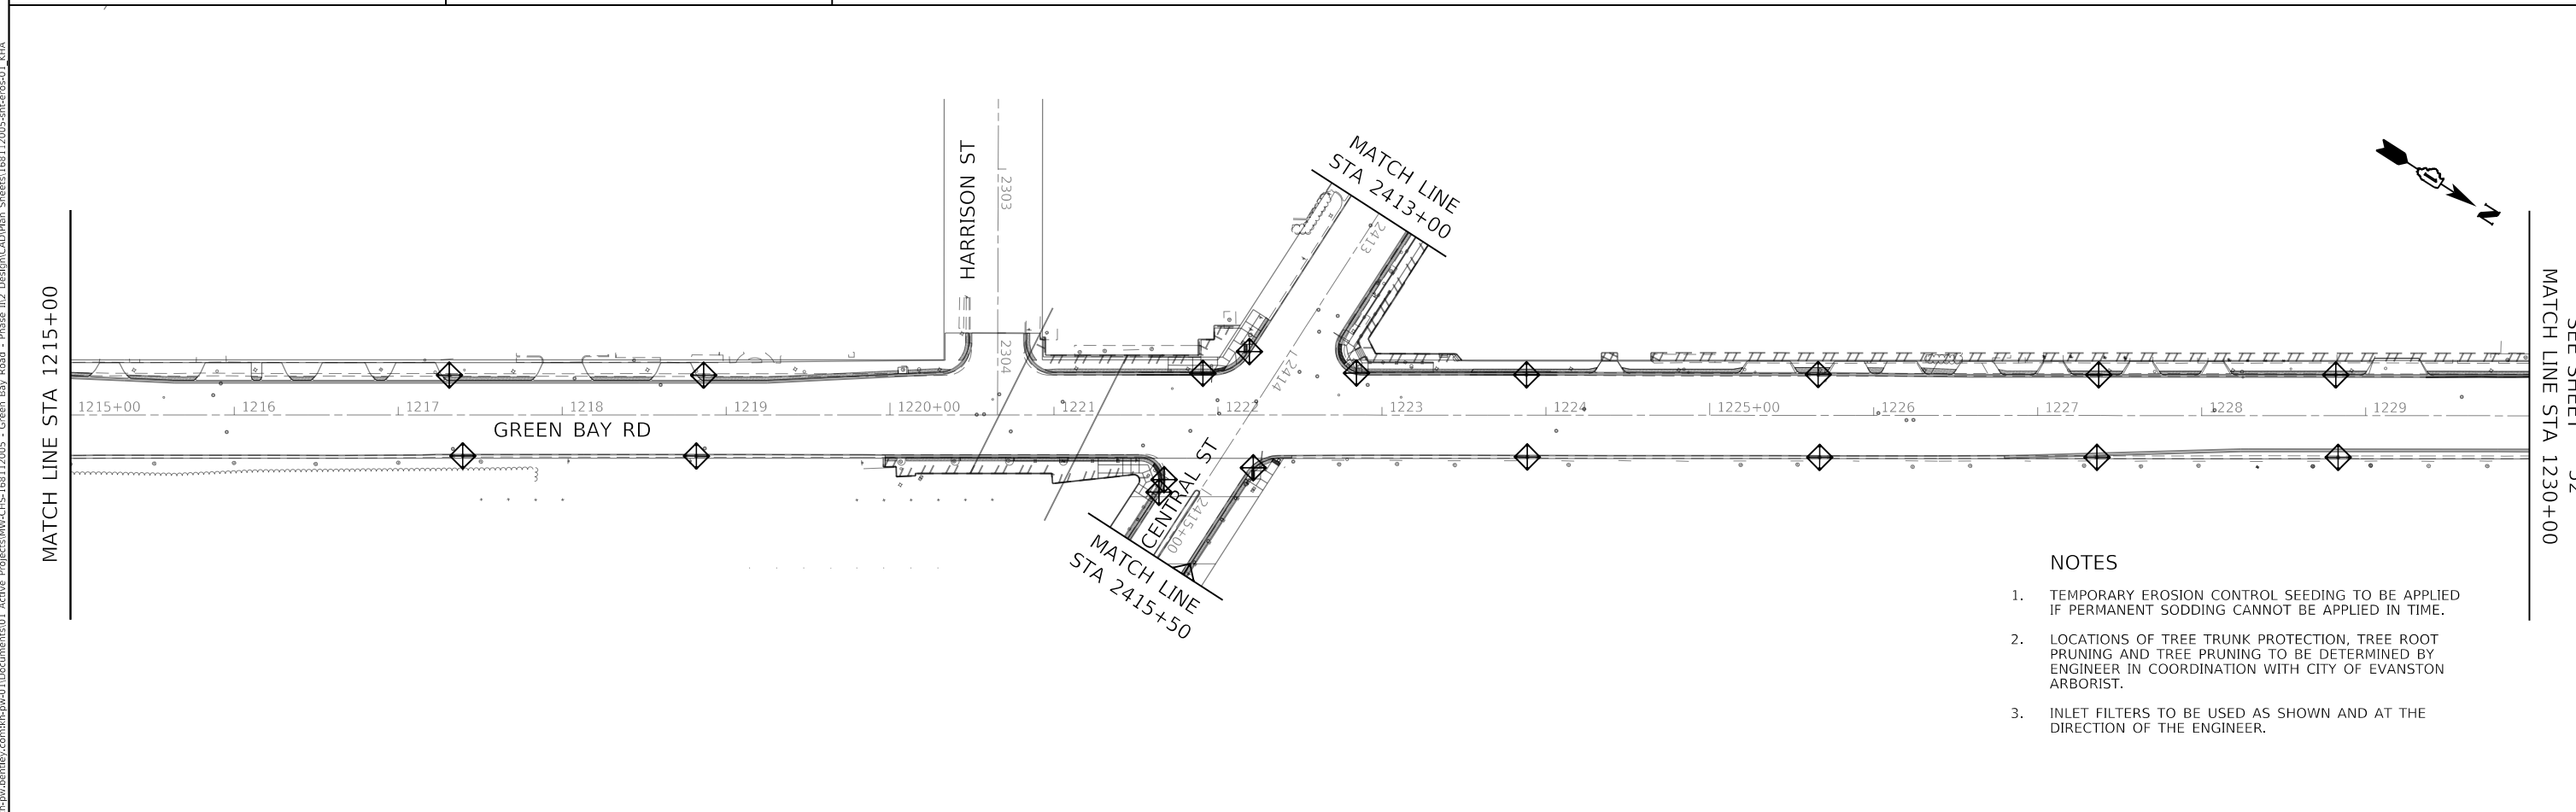 MATCH LINE STA 1215+00
HARRISON ST
2303
2304
MATCH LINE
STA 2413+00
2413
2414
N
1215+00
1216
1217
1218
1219
1220+00
1221
1222
1223
1224
1225+00
1226
1227
1228
1229
GREEN BAY RD
CENTRAL ST
2415+00
MATCH LINE
STA 2415+50
SEE SHEET
MATCH LINE STA 1230+00
NOTES
1. TEMPORARY EROSION CONTROL SEEDING TO BE APPLIED
IF PERMANENT SODDING CANNOT BE APPLIED IN TIME.
2. LOCATIONS OF TREE TRUNK PROTECTION, TREE ROOT
PRUNING AND TREE PRUNING TO BE DETERMINED BY
ENGINEER IN COORDINATION WITH CITY OF EVANSTON
ARBORIST.
3. INLET FILTERS TO BE USED AS SHOWN AND AT THE
DIRECTION OF THE ENGINEER.